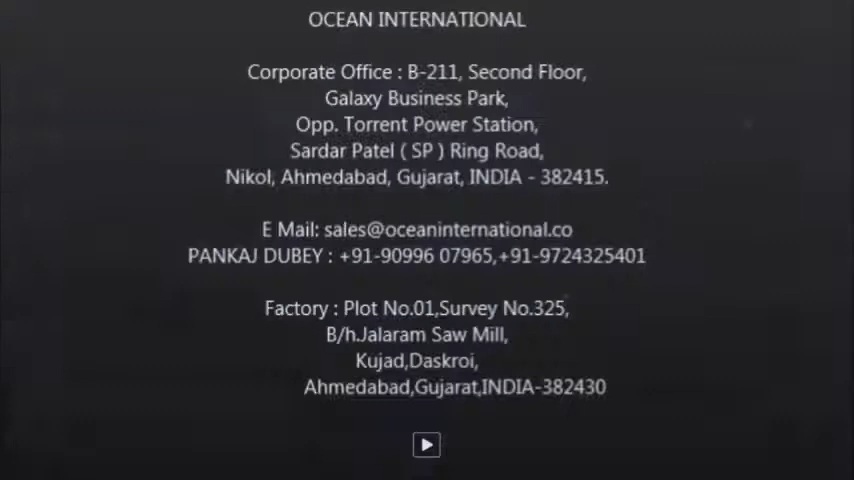 OCEAN INTERNATIONAL
Corporate Office : B-211, Second Floor,
Galaxy Business Park,
Opp. Torrent Power Station,
Sardar Patel ( SP ) Ring Road,
Nikol, Ahmedabad, Gujarat, INDIA - 382415.
E Mail: sales@oceaninternational.co
PANKAJ DUBEY : +91-90996 07965,+91-9724325401
Factory : Plot No.01,Survey No.325,
B/h.Jalaram Saw Mill,
Kujad,Daskroi,
Ahmedabad,Gujarat,INDIA-382430